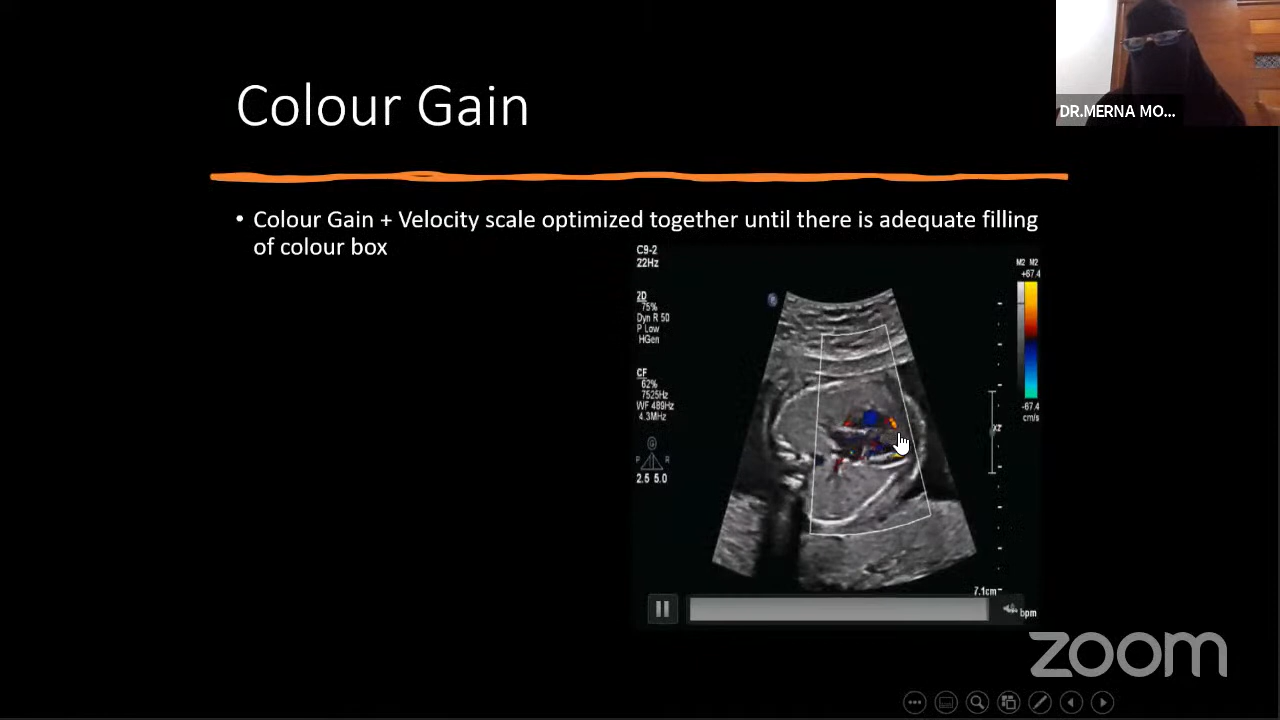 DR.MERNA MO...
Colour Gain
• Colour Gain + Velocity scale optimized together until there is adequate filling
of colour box
C9-2
22Hz
2D
75%
Dyn R 50
P Low
HGen
CF
62%
7525Hz
WF 489Hz
4.3MHz
G
P R
2.5 5.0
M2 M2
+67.4
-67.4
cm/s
7.1cm
bpm
zoom